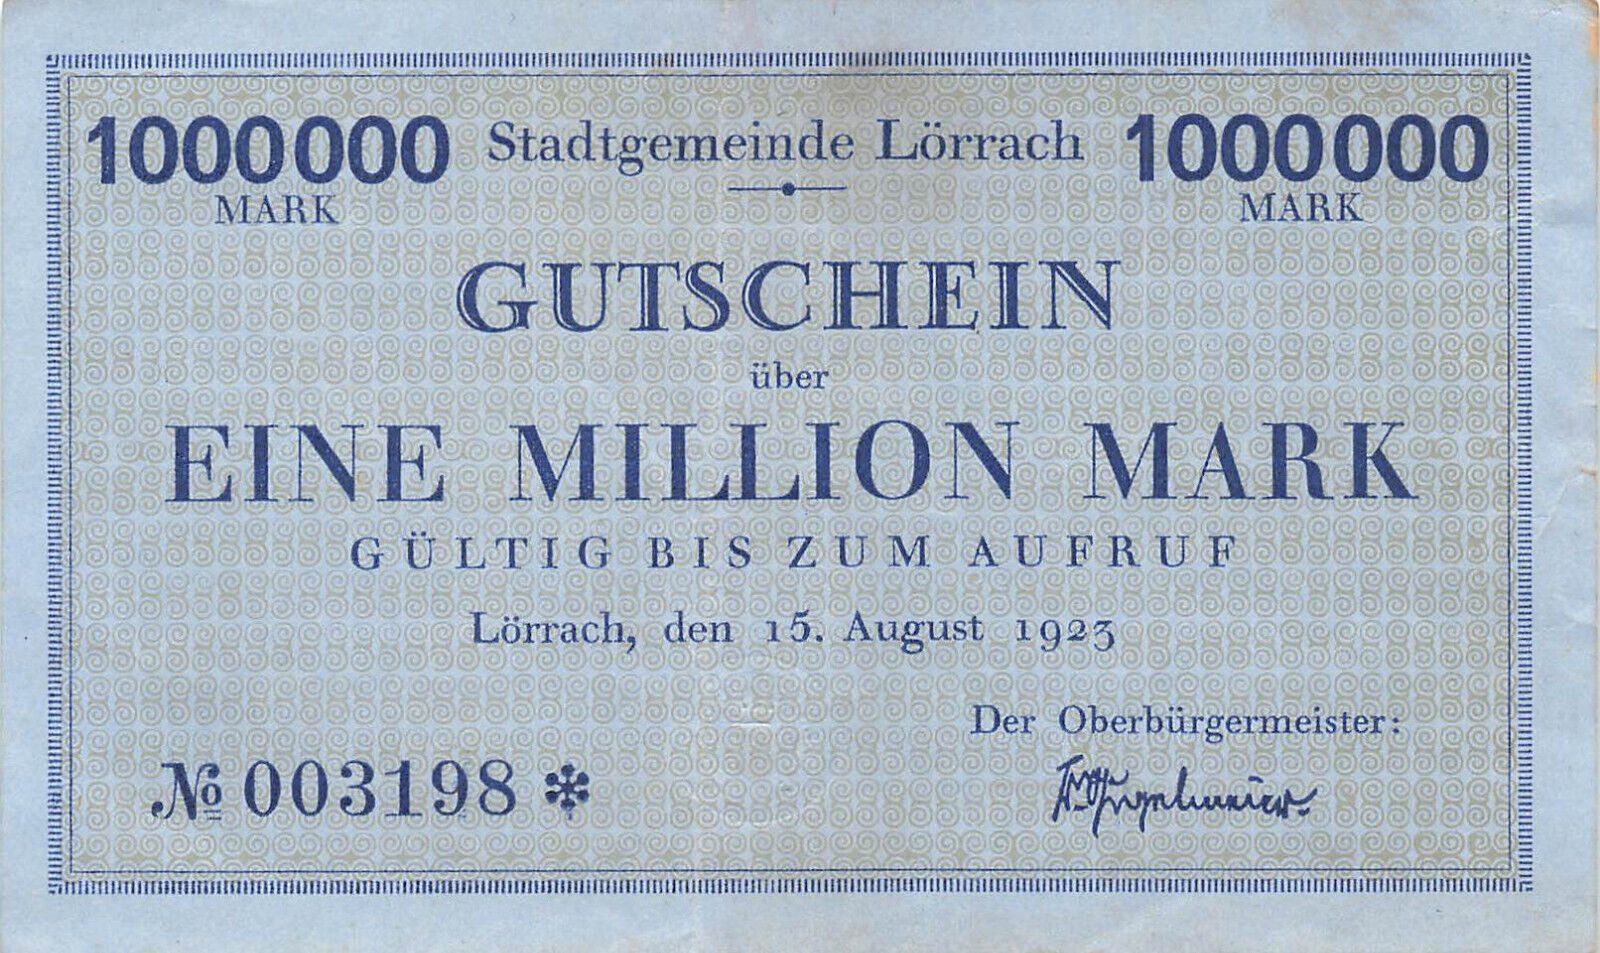 1000000 Stadtgemeinde Lörrach 1000000
MARK MARK
GUTSCHEIN
über
EINE MILLION MARK
GÜLTIG BIS ZUM AUFRUF
Lörrach, den 15. August 1923
Der Oberbürgermeister:
№ 003198 *